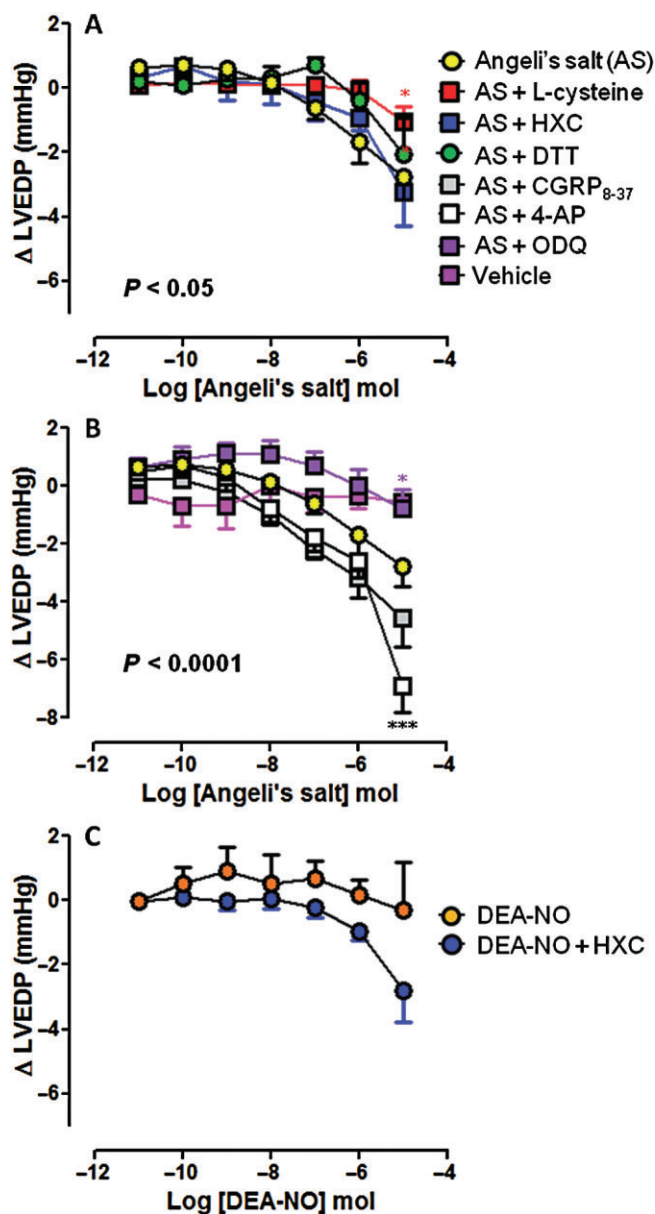 A
2
0
−2
−4
−6
Δ LVEDP (mmHg)
P < 0.05
*
−12 −10 −8 −6 −4
Log [Angeli's salt] mol
Angeli's salt (AS)
AS + L-cysteine
AS + HXC
AS + DTT
AS + CGRP8-37
AS + 4-AP
AS + ODQ
Vehicle
B
2
0
−2
−4
−6
−8
Δ LVEDP (mmHg)
P < 0.0001
*
***
−12 −10 −8 −6 −4
Log [Angeli's salt] mol
C
2
0
−2
−4
−6
Δ LVEDP (mmHg)
−12 −10 −8 −6 −4
Log [DEA-NO] mol
DEA-NO
DEA-NO + HXC